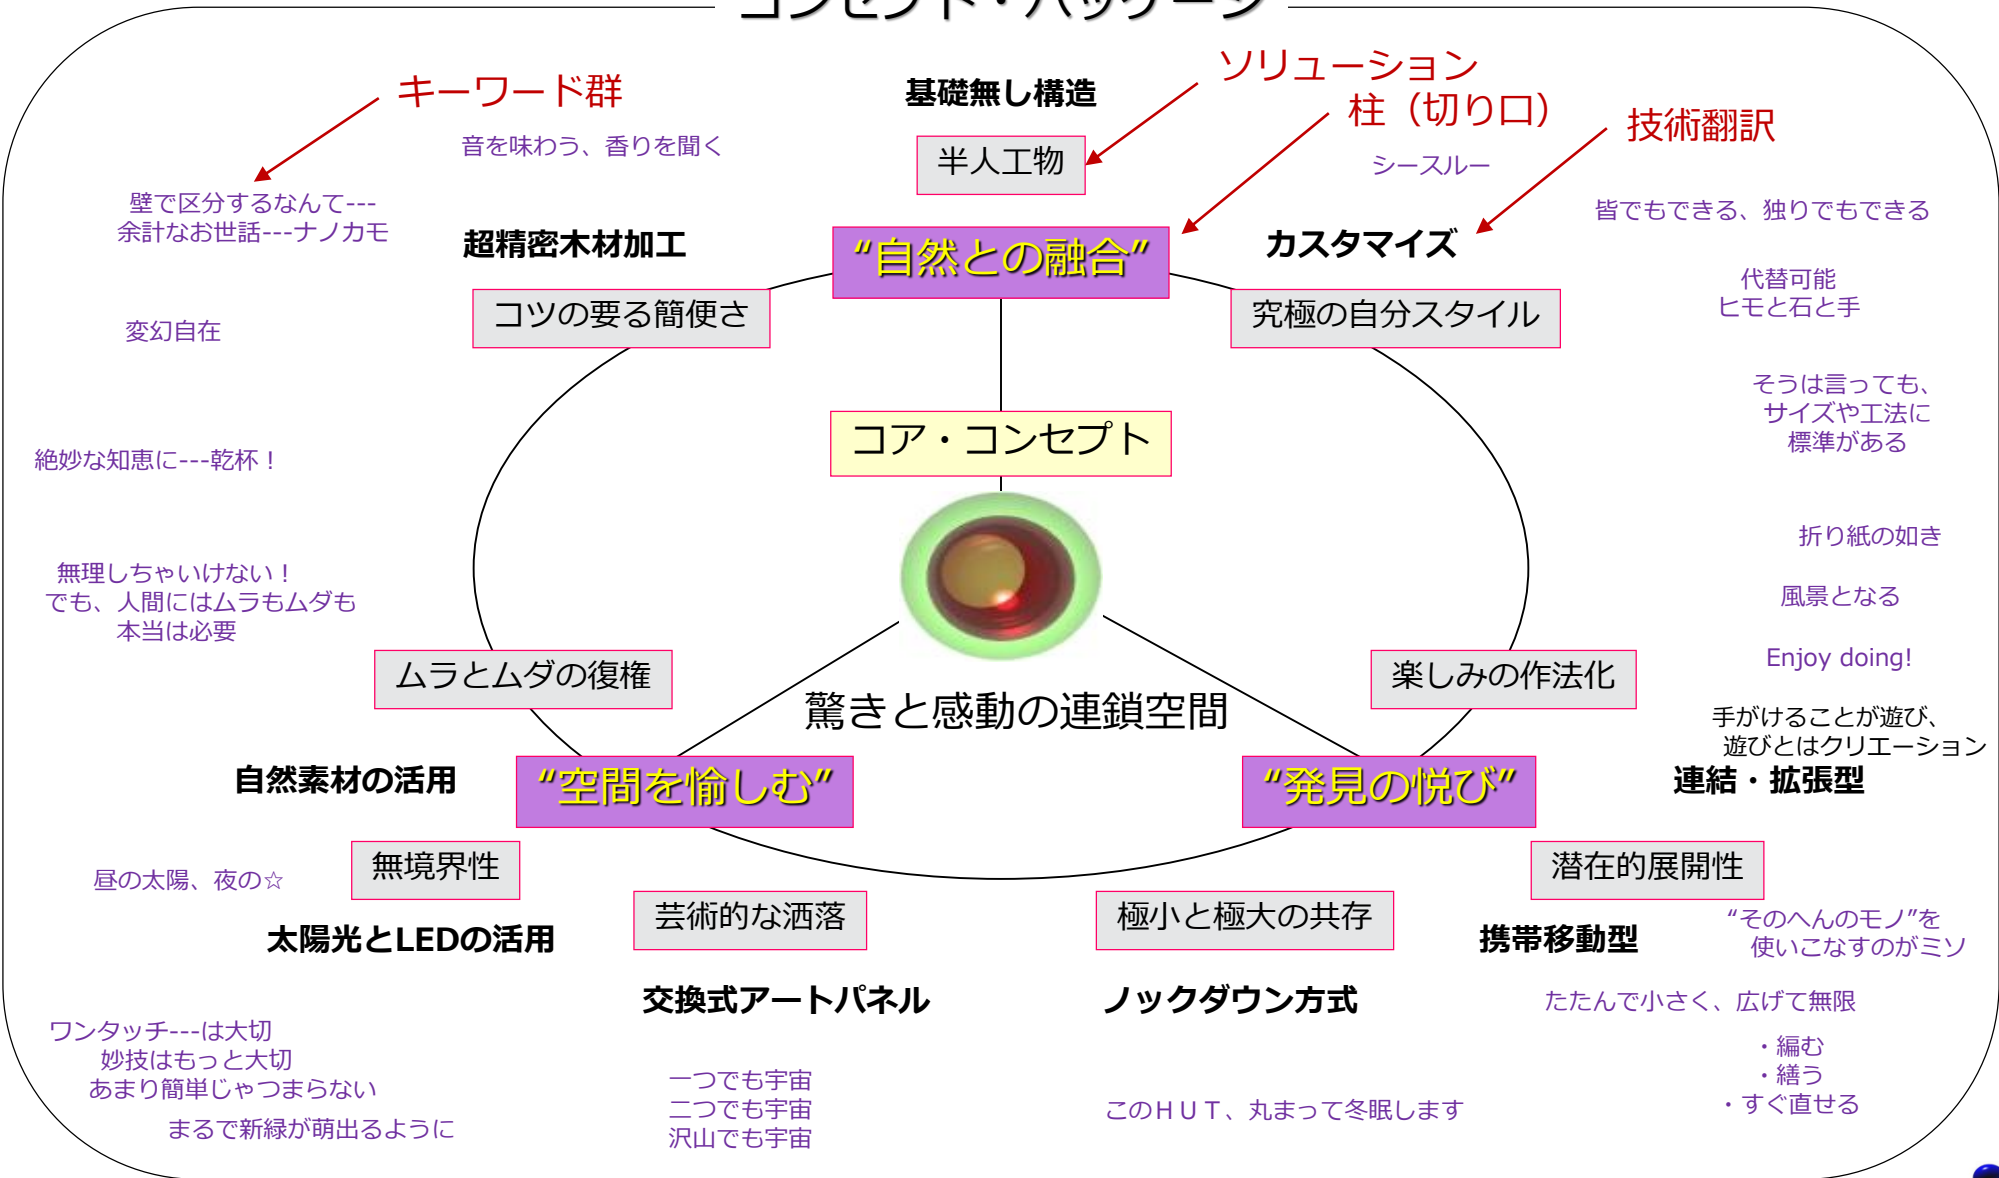 コンセプト・パッケージ
キーワード群
ソリューション
柱（切り口）
技術翻訳
基礎無し構造
音を味わう、香りを聞く
半人工物
シースルー
壁で区分するなんて---
余計なお世話---ナノカモ
皆でもできる、独りでもできる
超精密木材加工
“自然との融合”
カスタマイズ
代替可能
ヒモと石と手
コツの要る簡便さ
究極の自分スタイル
変幻自在
そうは言っても、
サイズや工法に
標準がある
コア・コンセプト
絶妙な知恵に---乾杯！
折り紙の如き
無理しちゃいけない！
でも、人間にはムラもムダも
本当は必要
風景となる
Enjoy doing!
ムラとムダの復権
楽しみの作法化
驚きと感動の連鎖空間
手がけることが遊び、
遊びとはクリエーション
自然素材の活用
“空間を愉しむ”
“発見の悦び”
連結・拡張型
無境界性
潜在的展開性
昼の太陽、夜の☆
芸術的な洒落
極小と極大の共存
“そのへんのモノ”を
使いこなすのがミソ
太陽光とLEDの活用
携帯移動型
交換式アートパネル
ノックダウン方式
たたんで小さく、広げて無限
ワンタッチ---は大切
妙技はもっと大切
あまり簡単じゃつまらない
まるで新緑が萌出るように
一つでも宇宙
二つでも宇宙
沢山でも宇宙
このＨＵＴ、丸まって冬眠します
・編む
・繕う
・すぐ直せる